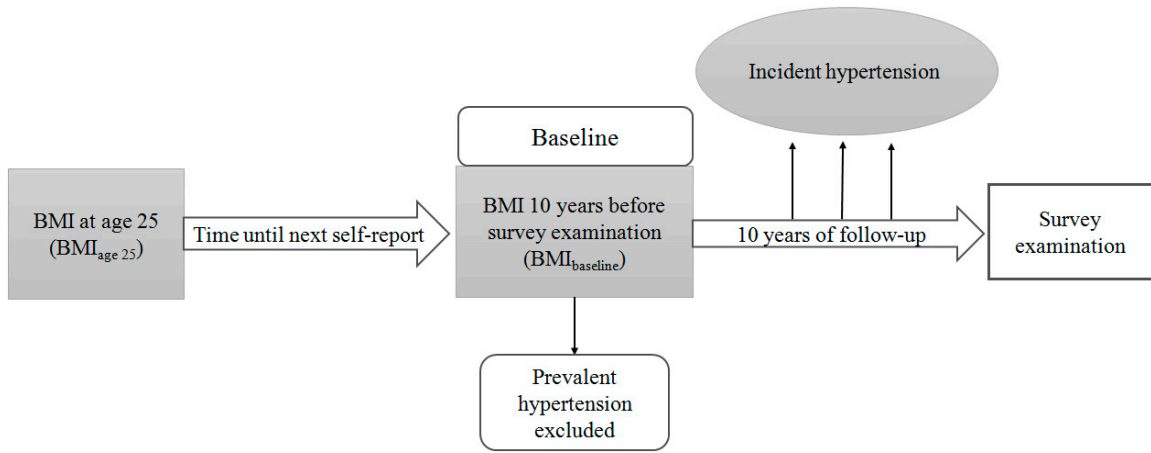 Incident hypertension
Baseline
BMI at age 25
(BMIage 25)
Time until next self-report
BMI 10 years before
survey examination
(BMIbaseline)
10 years of follow-up
Survey
examination
Prevalent
hypertension
excluded